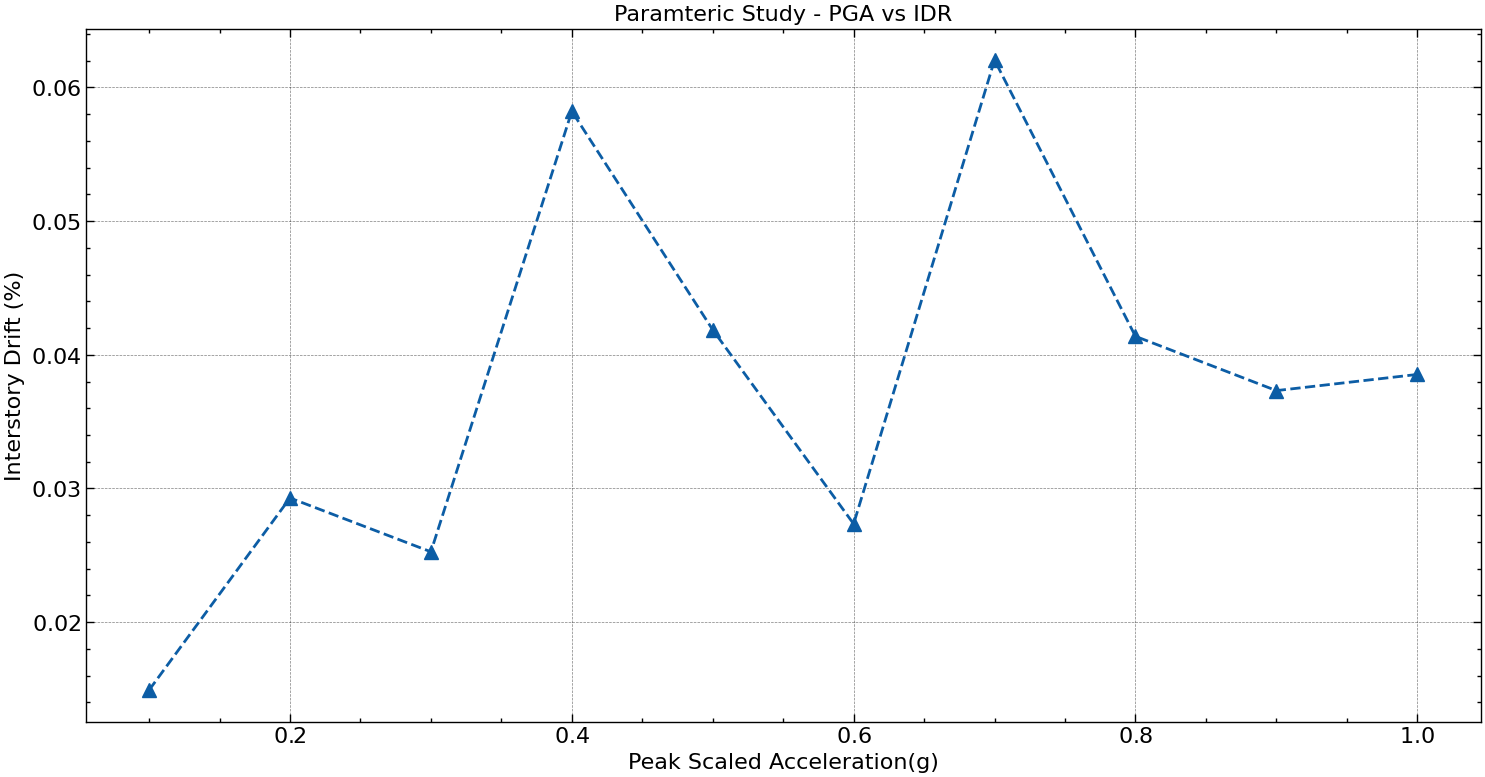 Paramteric Study - PGA vs IDR
0.06
0.05
0.04
0.03
0.02
Interstory Drift (%)
0.2 0.4 0.6 0.8 1.0
Peak Scaled Acceleration(g)